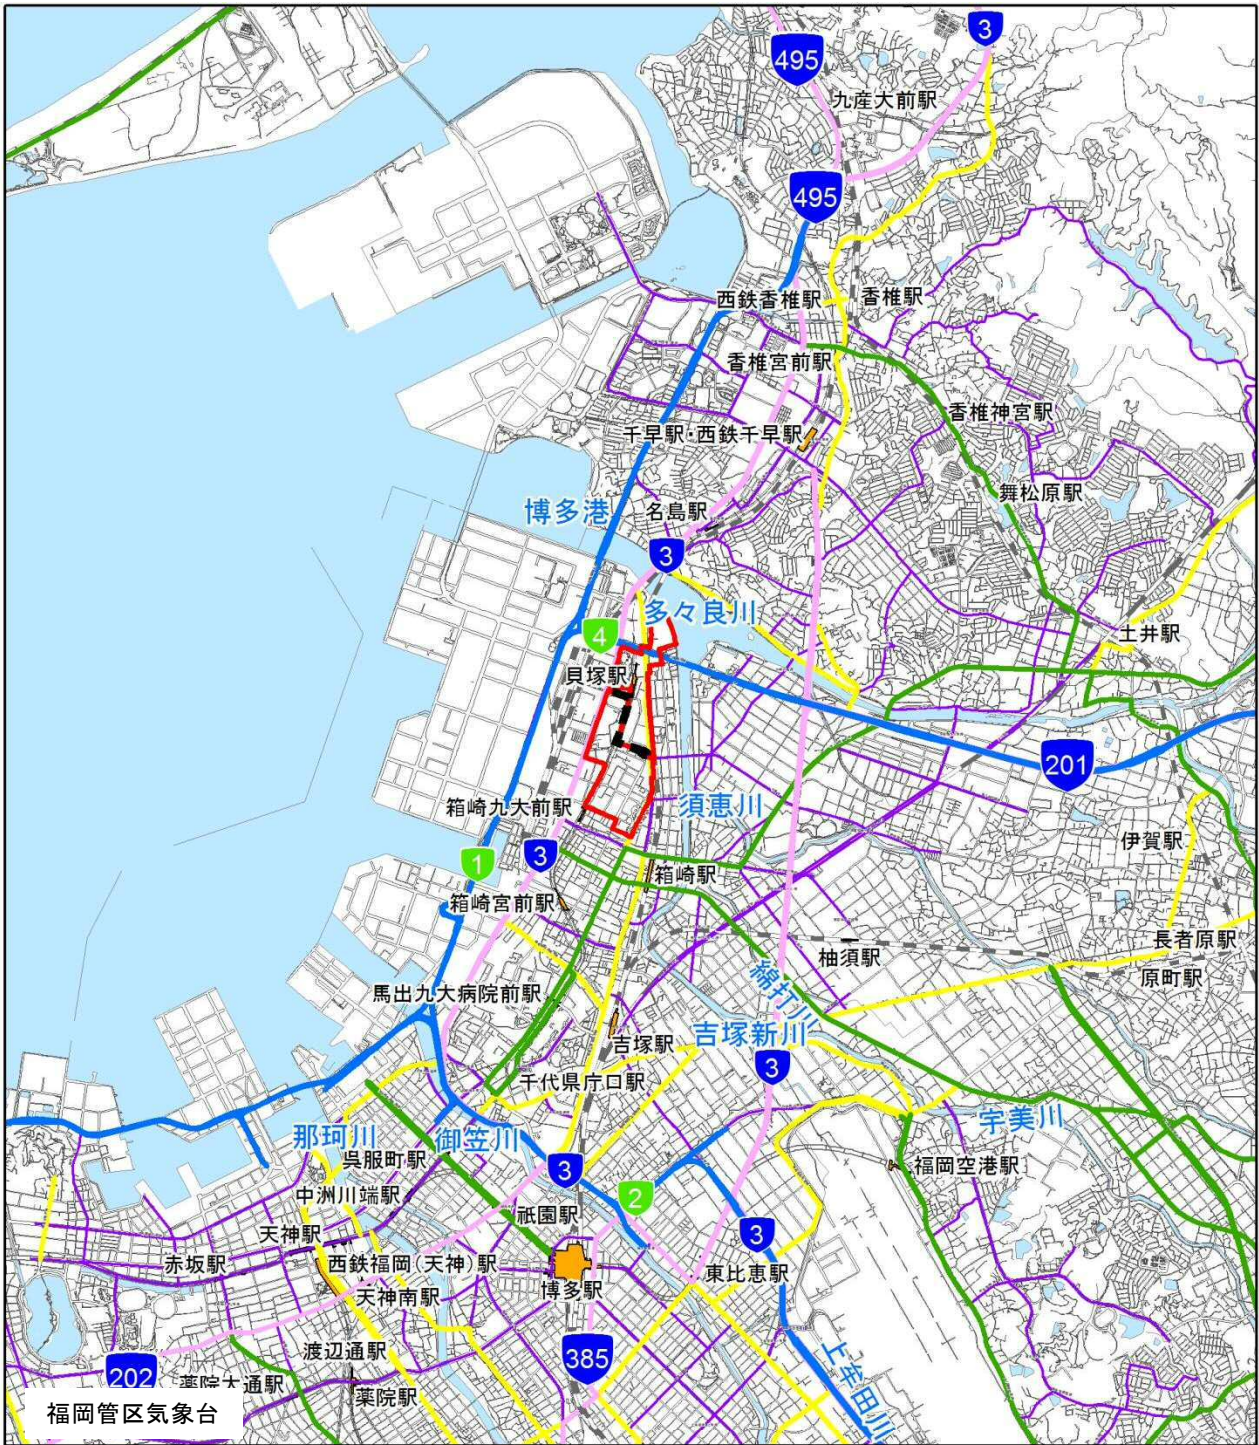 3
495
九産大前駅
495
西鉄香椎駅
香椎駅
香椎宮前駅
香椎神宮駅
千早駅・西鉄千早駅
舞松原駅
博多港
名島駅
3
多々良川
4
土井駅
貝塚駅
201
箱崎九大前駅
須恵川
伊賀駅
3
1
箱崎駅
箱崎宮前駅
長者原駅
柚須駅
原町駅
綿打川
馬出九大病院前駅
吉塚新川
吉塚駅
3
千代県庁口駅
宇美川
那珂川
御笠川
呉服町駅
3
福岡空港駅
中洲川端駅
2
祇園駅
天神駅
3
赤坂駅
西鉄福岡(天神)駅
東比恵駅
博多駅
天神南駅
渡辺通駅
385
上牟田川
202
薬院大通駅
薬院駅
福岡管区気象台